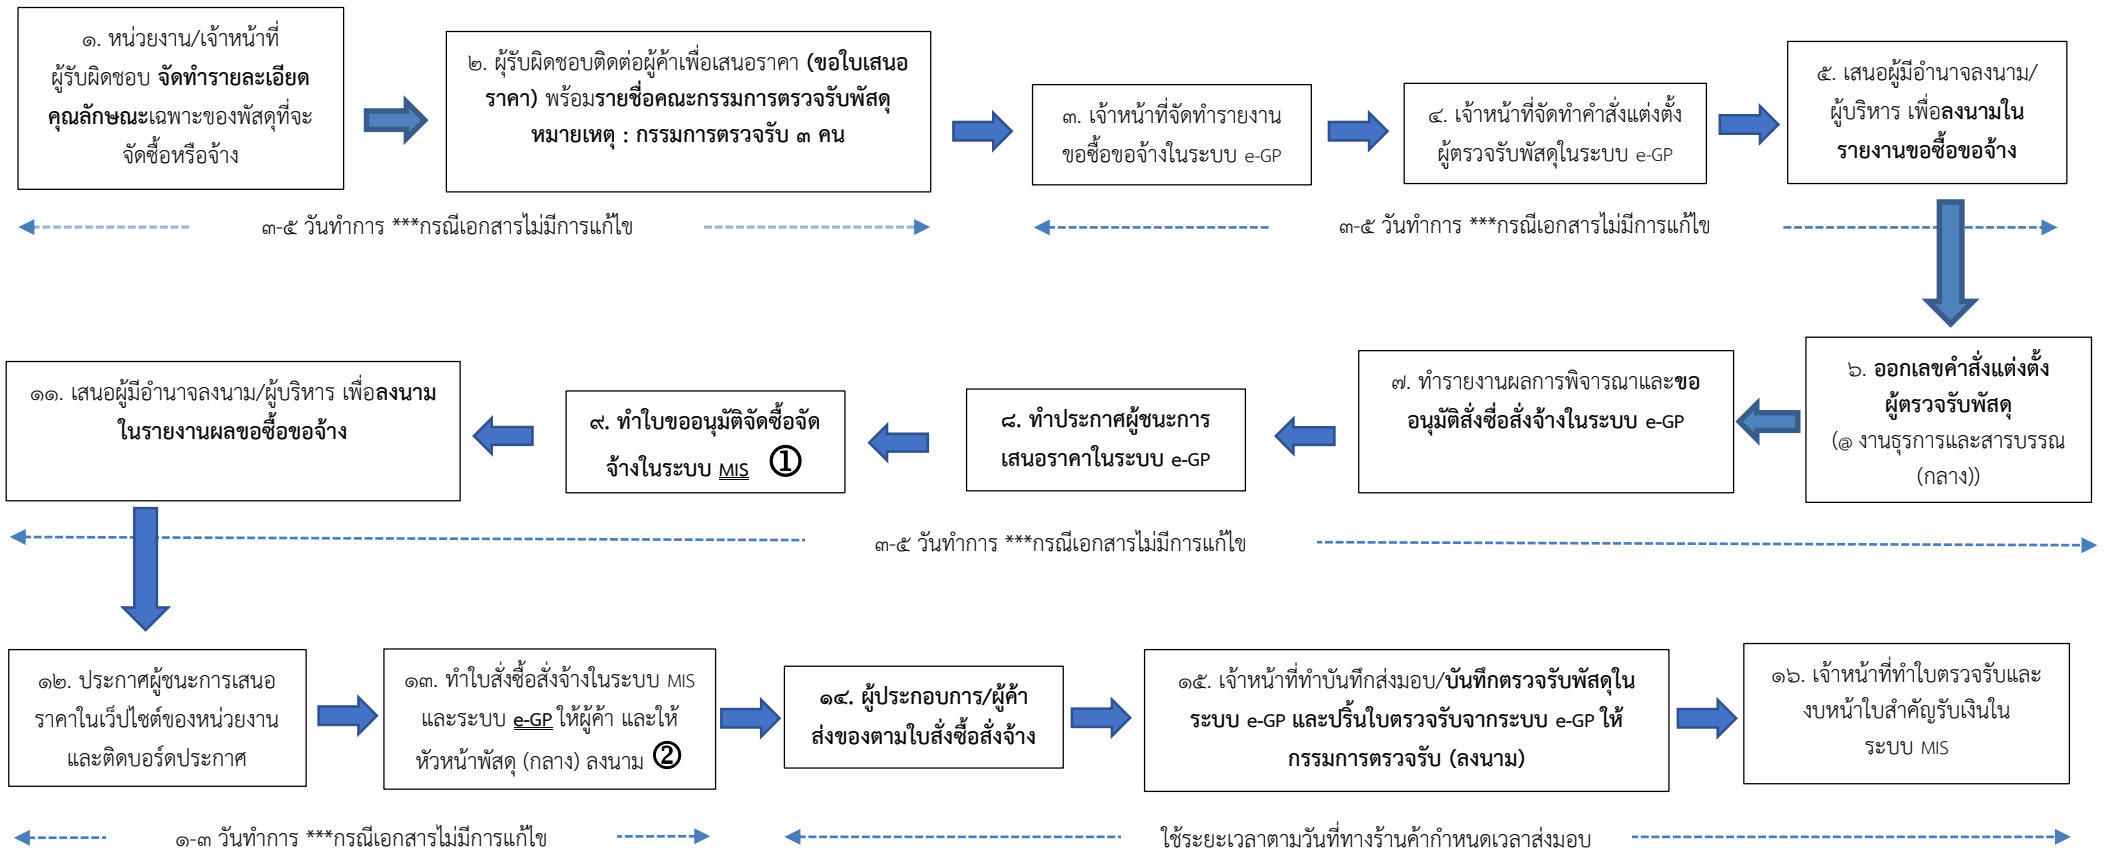 ๑. หน่วยงาน/เจ้าหน้าที่
ผู้รับผิดชอบ จัดทำรายละเอียด
คุณลักษณะเฉพาะของพัสดุที่จะ
จัดซื้อหรือจ้าง
๒. ผุ้รับผิดชอบติดต่อผู้ค้าเพื่อเสนอราคา (ขอใบเสนอ
ราคา) พร้อมรายชื่อคณะกรรมการตรวจรับพัสดุ
หมายเหตุ : กรรมการตรวจรับ ๓ คน
๓. เจ้าหน้าที่จัดทำรายงาน
ขอซื้อขอจ้างในระบบ e-GP
๔. เจ้าหน้าที่จัดทำคำสั่งแต่งตั้ง
ผู้ตรวจรับพัสดุในระบบ e-GP
๕. เสนอผู้มีอำนาจลงนาม/
ผู้บริหาร เพื่อลงนามใน
รายงานขอซื้อขอจ้าง
๓-๕ วันทำการ ***กรณีเอกสารไม่มีการแก้ไข
๓-๕ วันทำการ ***กรณีเอกสารไม่มีการแก้ไข
๖. ออกเลขคำสั่งแต่งตั้ง
ผู้ตรวจรับพัสดุ
(@ งานธุรการและสารบรรณ
(กลาง))
๗. ทำรายงานผลการพิจารณาและขอ
อนุมัติสั่งซื่อสั่งจ้างในระบบ e-GP
๘. ทำประกาศผู้ชนะการ
เสนอราคาในระบบ e-GP
๙. ทำใบขออนุมัติจัดซื้อจัด
จ้างในระบบ MIS ①
๑๑. เสนอผู้มีอำนาจลงนาม/ผู้บริหาร เพื่อลงนาม
ในรายงานผลขอซื้อขอจ้าง
๓-๕ วันทำการ ***กรณีเอกสารไม่มีการแก้ไข
๑๒. ประกาศผู้ชนะการเสนอ
ราคาในเว็ปไซต์ของหน่วยงาน
และติดบอร์ดประกาศ
๑๓. ทำใบสั่งซื้อสั่งจ้างในระบบ MIS
และระบบ e-GP ให้ผู้ค้า และให้
หัวหน้าพัสดุ (กลาง) ลงนาม ②
๑๔. ผู้ประกอบการ/ผู้ค้า
ส่งของตามใบสั่งซื้อสั่งจ้าง
๑๕. เจ้าหน้าที่ทำบันทึกส่งมอบ/บันทึกตรวจรับพัสดุใน
ระบบ e-GP และปริ้นใบตรวจรับจากระบบ e-GP ให้
กรรมการตรวจรับ (ลงนาม)
๑๖. เจ้าหน้าที่ทำใบตรวจรับและ
งบหน้าใบสำคัญรับเงินใน
ระบบ MIS
๑-๓ วันทำการ ***กรณีเอกสารไม่มีการแก้ไข
ใช้ระยะเวลาตามวันที่ทางร้านค้ากำหนดเวลาส่งมอบ